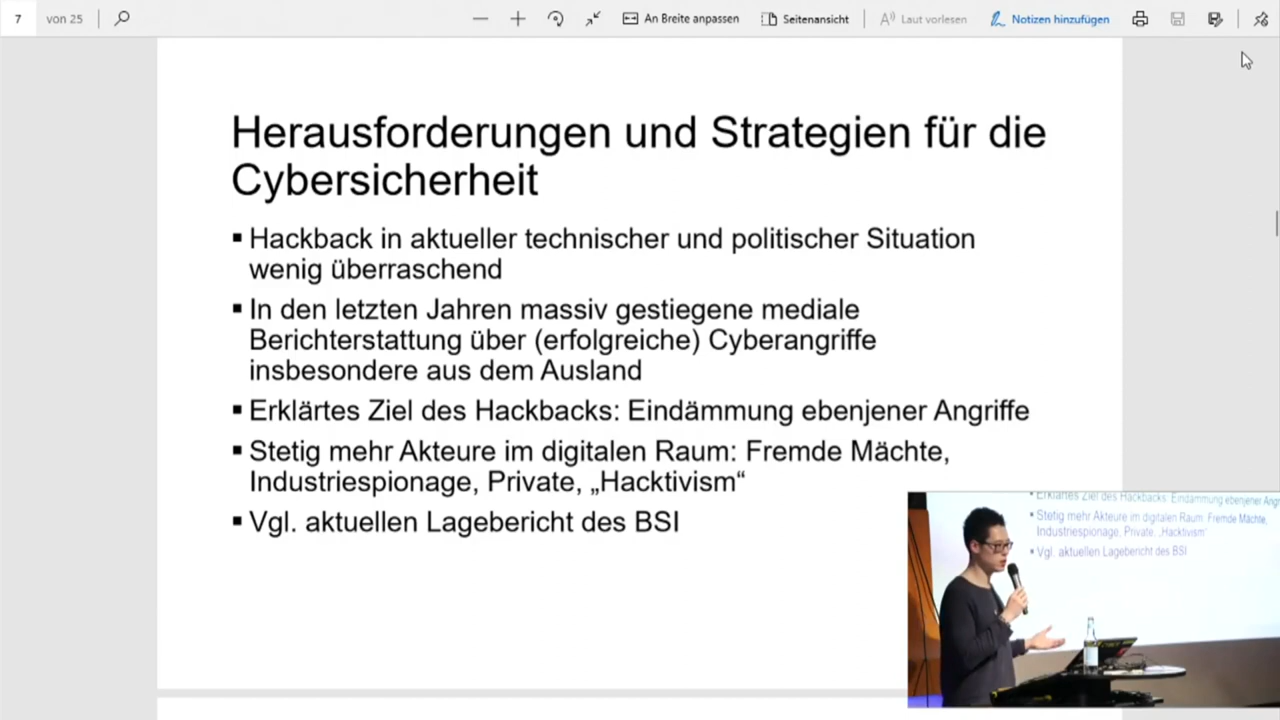 7 von 25 An Breite anpassen Seitenansicht Laut vorlesen Notizen hinzufügen
Herausforderungen und Strategien für die
Cybersicherheit
▪ Hackback in aktueller technischer und politischer Situation
wenig überraschend
▪ In den letzten Jahren massiv gestiegene mediale
Berichterstattung über (erfolgreiche) Cyberangriffe
insbesondere aus dem Ausland
▪ Erklärtes Ziel des Hackbacks: Eindämmung ebenjener Angriffe
▪ Stetig mehr Akteure im digitalen Raum: Fremde Mächte,
Industriespionage, Private, „Hacktivism“
▪ Vgl. aktuellen Lagebericht des BSI
▪ Erklärtes Ziel des Hackbacks: Eindämmung ebenjener Angr
▪ Stetig mehr Akteure im digitalen Raum: Fremde Mächte,
Industriespionage, Private, „Hacktivism“
▪ Vgl. aktuellen Lagebericht des BSI